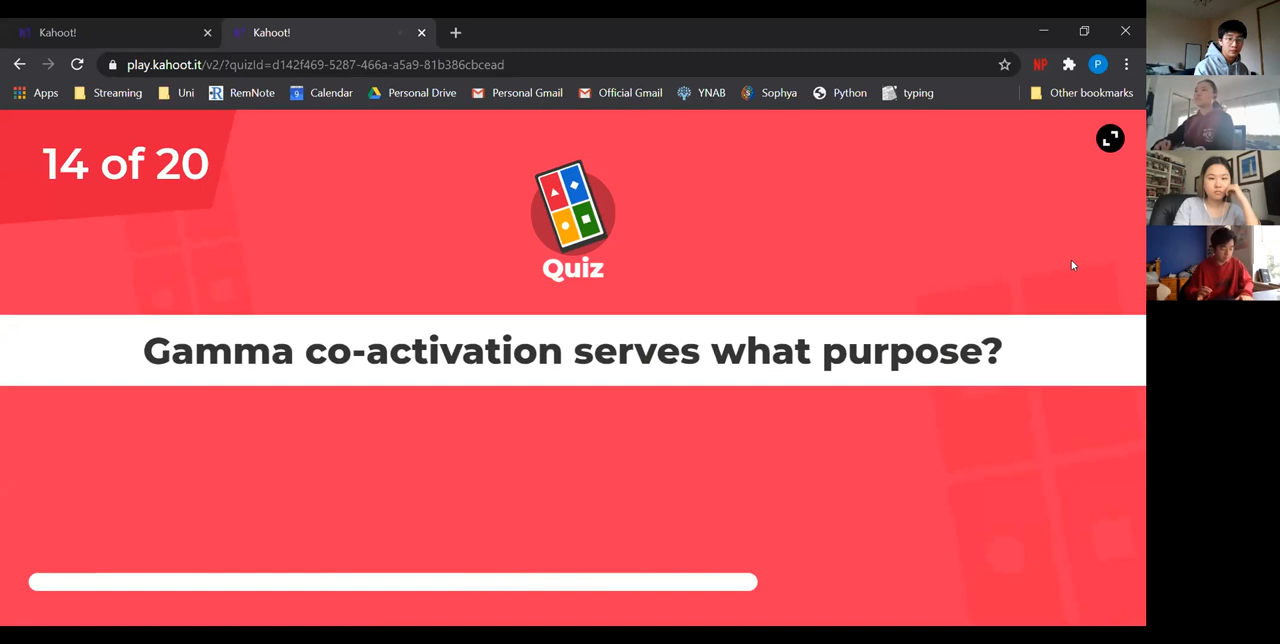 Kahoot!
Kahoot!
play.kahoot.it/v2/?quizId=d142f469-5287-466a-a5a9-81b386cbcead
NP
P
Apps
Streaming
Uni
RemNote
9
Calendar
Personal Drive
Personal Gmail
Official Gmail
YNAB
Sophya
Python
typing
Other bookmarks
14 of 20
Quiz
Gamma co-activation serves what purpose?